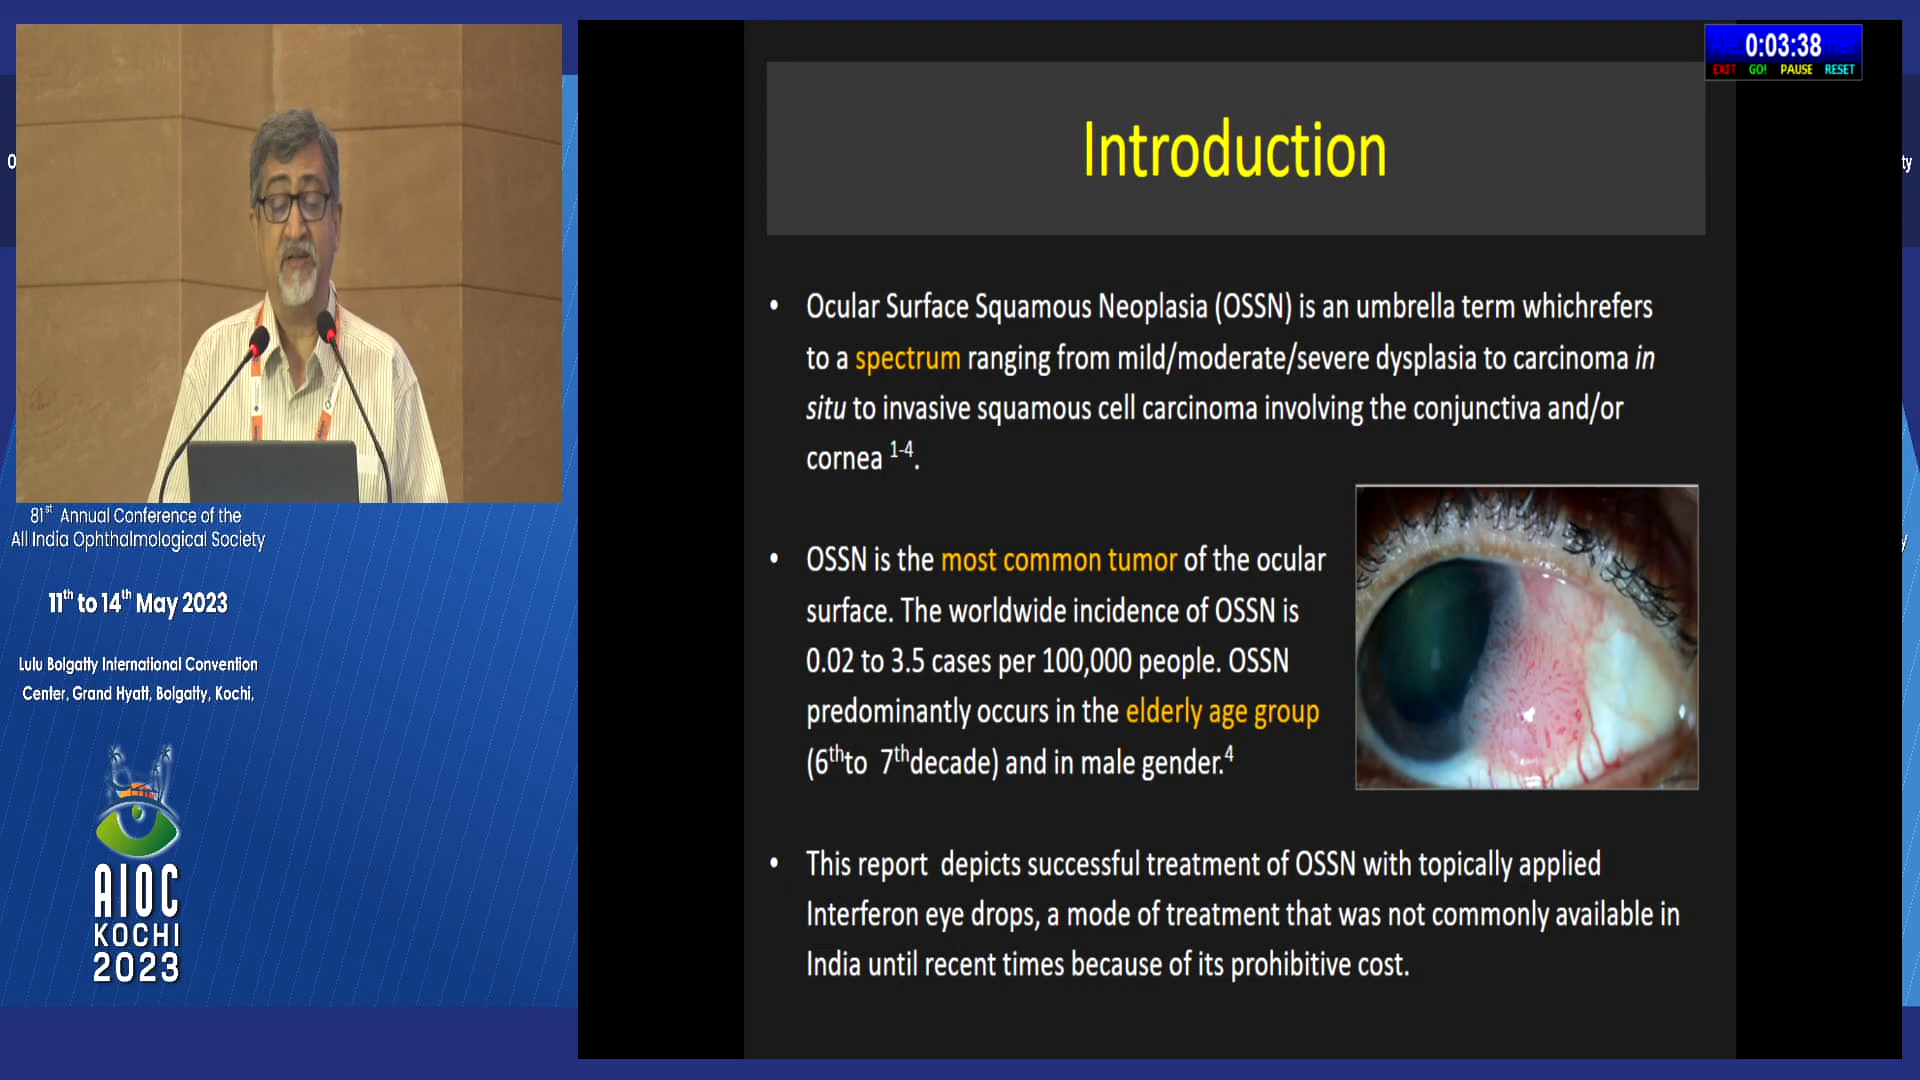 0:03:38
EXIT GO! PAUSE RESET
Introduction
• Ocular Surface Squamous Neoplasia (OSSN) is an umbrella term whichrefers
to a spectrum ranging from mild/moderate/severe dysplasia to carcinoma in
situ to invasive squamous cell carcinoma involving the conjunctiva and/or
cornea 1-4.
• OSSN is the most common tumor of the ocular
surface. The worldwide incidence of OSSN is
0.02 to 3.5 cases per 100,000 people. OSSN
predominantly occurs in the elderly age group
(6thto 7thdecade) and in male gender.4
• This report depicts successful treatment of OSSN with topically applied
Interferon eye drops, a mode of treatment that was not commonly available in
India until recent times because of its prohibitive cost.
81st Annual Conference of the
All India Ophthalmological Society
11th to 14th May 2023
Lulu Bolgatty International Convention
Center, Grand Hyatt, Bolgatty, Kochi,
AIOC
KOCHI
2023